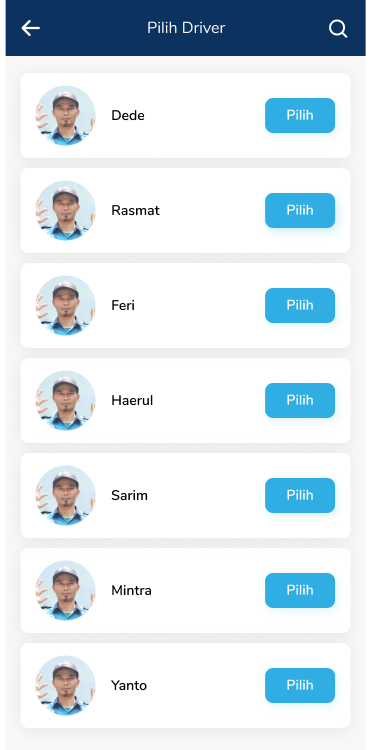 Pilih Driver
Dede
Pilih
Rasmat
Pilih
Feri
Pilih
Haerul
Pilih
Sarim
Pilih
Mintra
Pilih
Yanto
Pilih